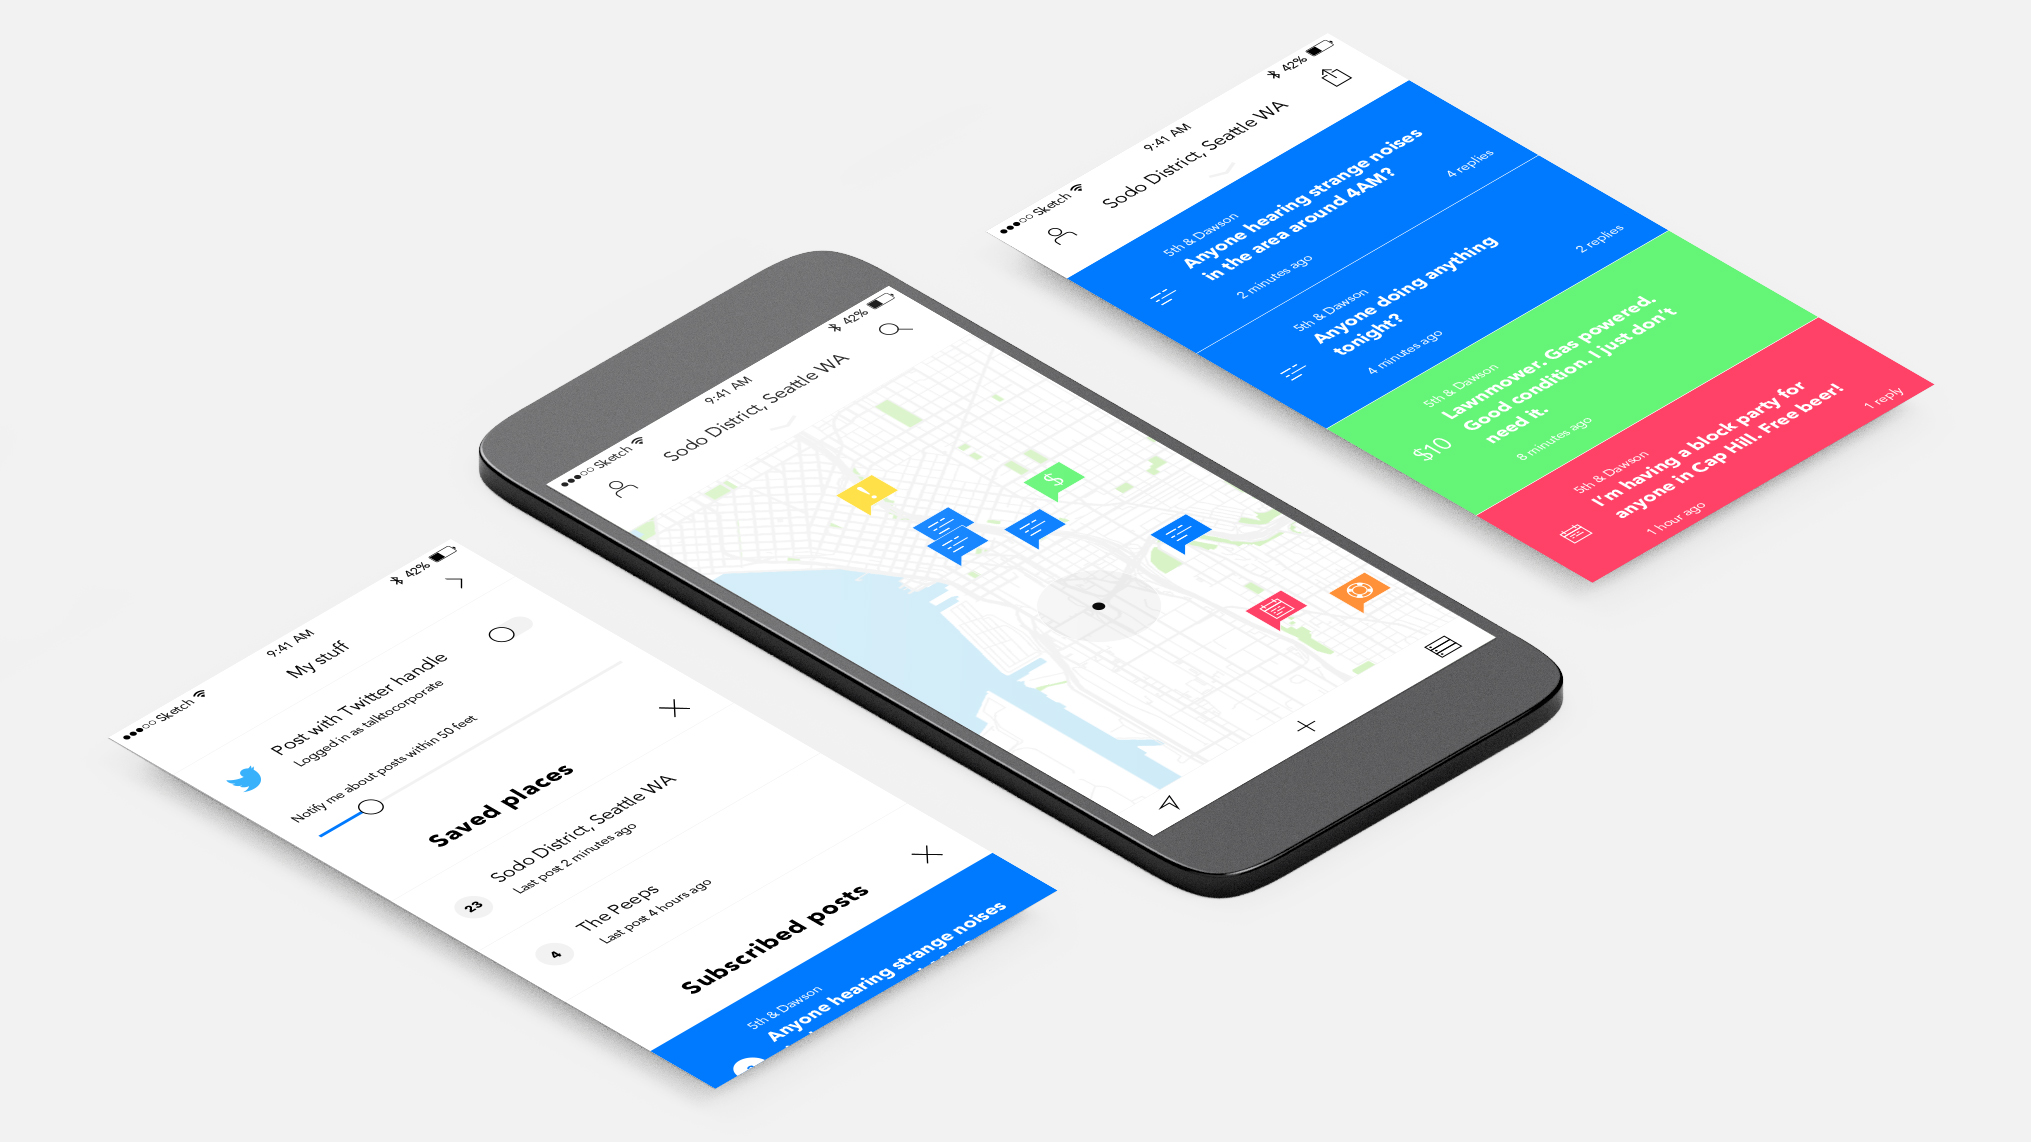 Sketch 9:41 AM 42%
My stuff
Post with Twitter handle
Logged in as talktocorporate
Notify me about posts within 50 feet
Saved places
23
Sodo District, Seattle WA
Last post 2 minutes ago
4
The Peeps
Last post 4 hours ago
Subscribed posts
5th & Dawson
Anyone hearing strange noises
Sketch 9:41 AM 42%
Sodo District, Seattle WA
!
$
Sketch 9:41 AM 42%
Sodo District, Seattle WA
5th & Dawson
Anyone hearing strange noises
in the area around 4AM?
2 minutes ago
4 replies
5th & Dawson
Anyone doing anything
tonight?
4 minutes ago
2 replies
5th & Dawson
$10
Lawnmower. Gas powered.
Good condition. I just don't
need it.
8 minutes ago
5th & Dawson
I'm having a block party for
anyone in Cap Hill. Free beer!
1 hour ago
1 reply